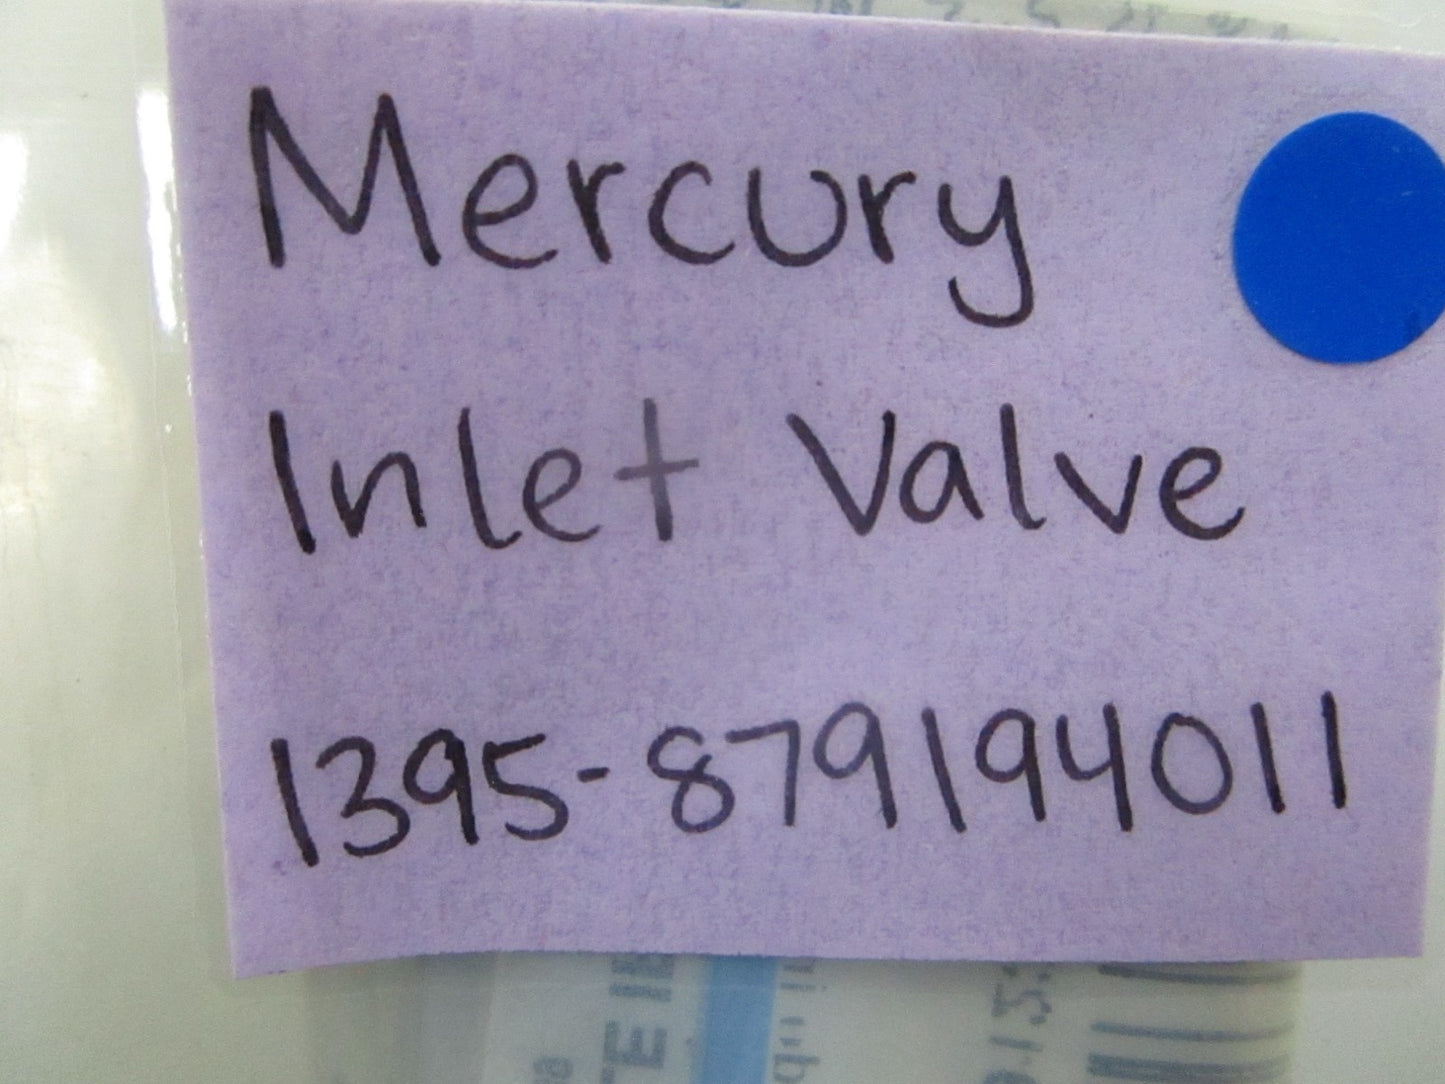 Mercury
Inlet Valve
1395-879194011